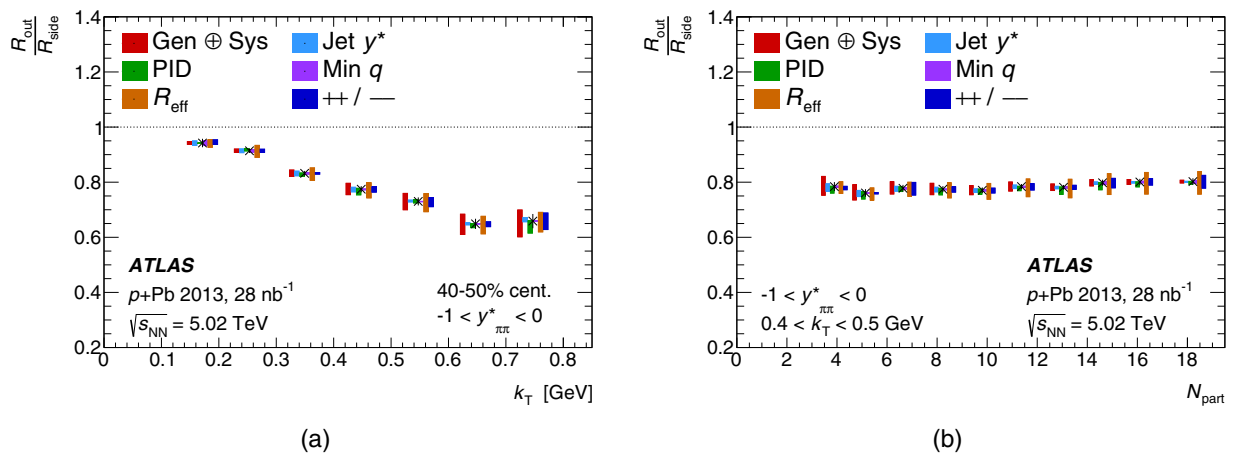 R_out/R_side
1.4
1.2
1
0.8
0.6
0.4
0.2
Gen ⊕ Sys
PID
R_eff
Jet y*
Min q
++ / −−
ATLAS
p+Pb 2013, 28 nb⁻¹
√s_NN = 5.02 TeV
40-50% cent.
-1 < y*_ππ < 0
0 0.1 0.2 0.3 0.4 0.5 0.6 0.7 0.8
k_T [GeV]
(a)
R_out/R_side
1.4
1.2
1
0.8
0.6
0.4
0.2
Gen ⊕ Sys
PID
R_eff
Jet y*
Min q
++ / −−
-1 < y*_ππ < 0
0.4 < k_T < 0.5 GeV
ATLAS
p+Pb 2013, 28 nb⁻¹
√s_NN = 5.02 TeV
0 2 4 6 8 10 12 14 16 18
N_part
(b)